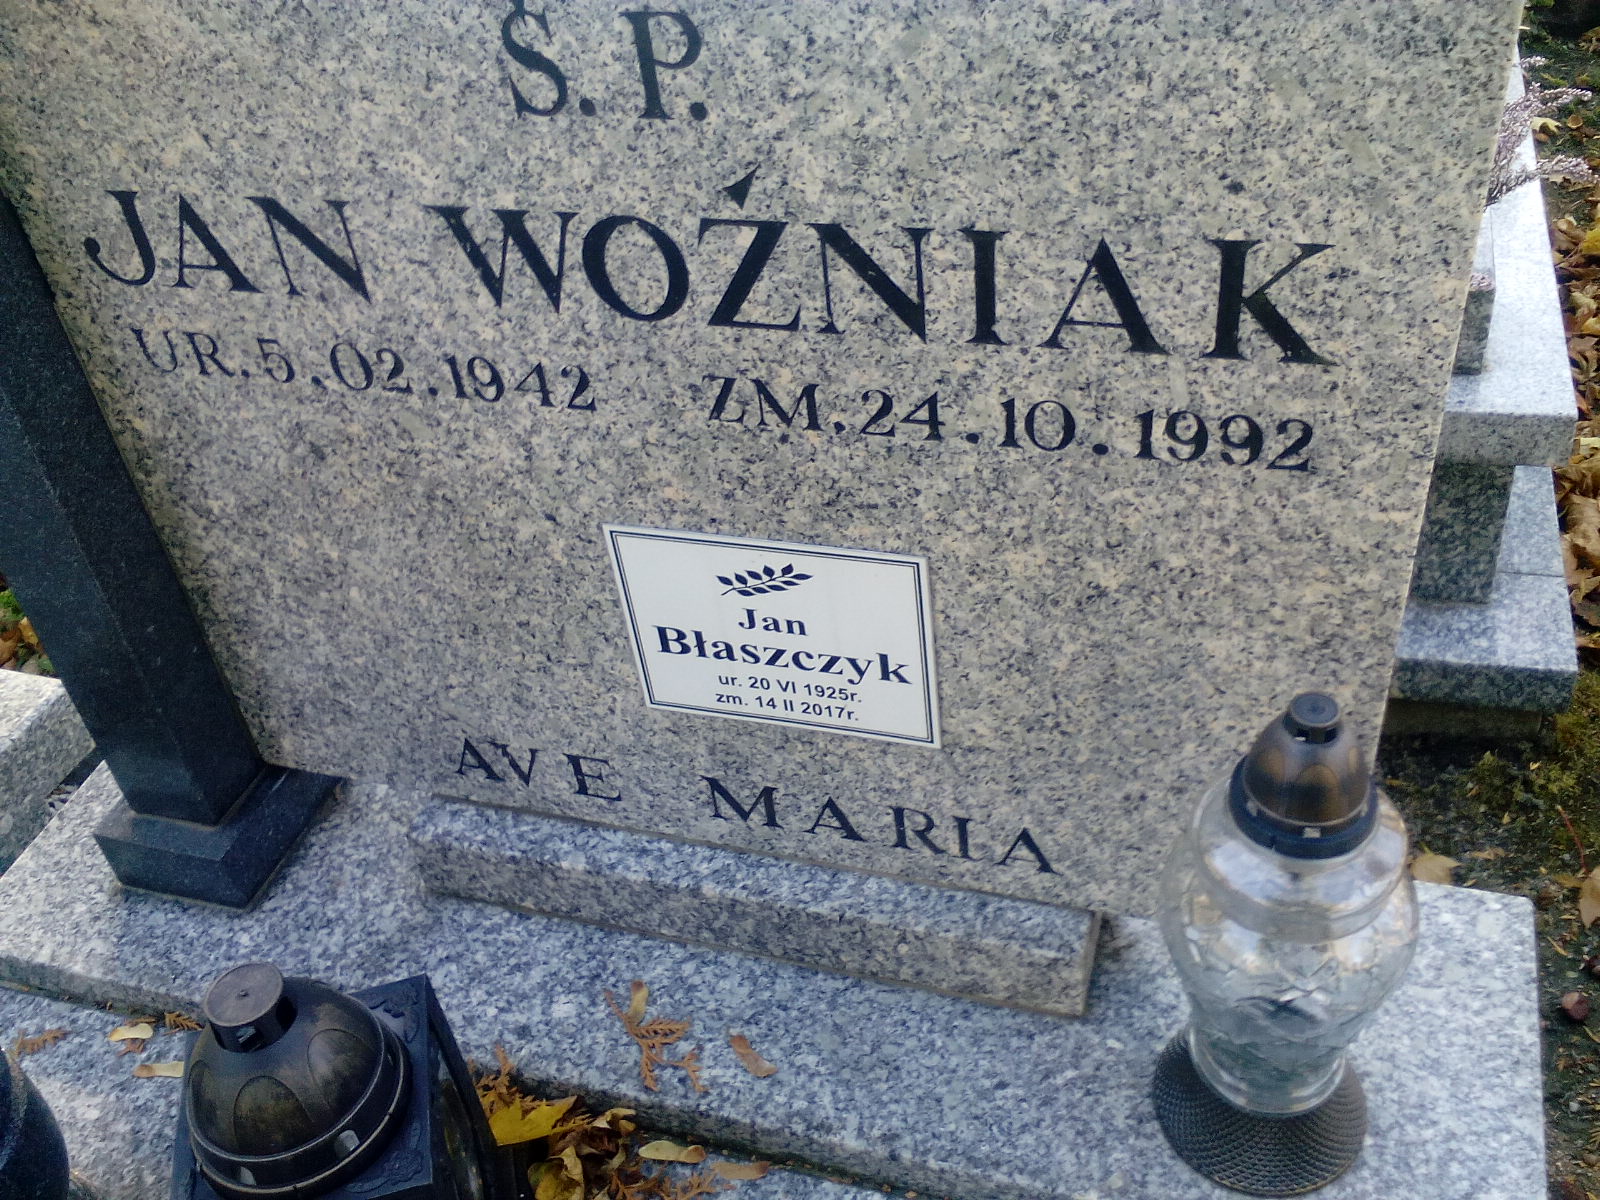 Ś.P.
JAN WOŹNIAK
UR. 5.02.1942 ZM. 24.10.1992
Jan
Błaszczyk
ur. 20 VI 1925r.
zm. 14 II 2017r.
AVE MARIA